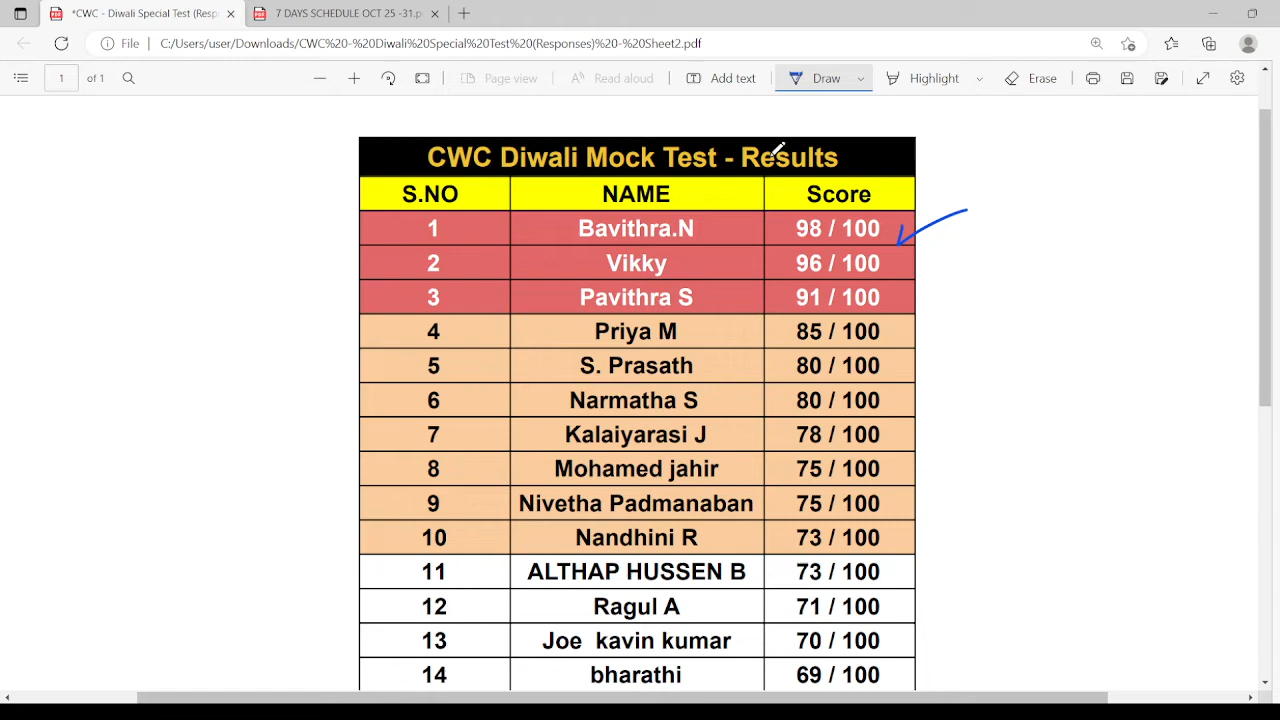 *CWC - Diwali Special Test (Resp
7 DAYS SCHEDULE OCT 25 -31.p
File
C:/Users/user/Downloads/CWC%20-%20Diwali%20Special%20Test%20(Responses)%20-%20Sheet2.pdf
1 of 1
Page view
Read aloud
Add text
Draw
Highlight
Erase
CWC Diwali Mock Test - Results
S.NO NAME Score
1 Bavithra.N 98 / 100
2 Vikky 96 / 100
3 Pavithra S 91 / 100
4 Priya M 85 / 100
5 S. Prasath 80 / 100
6 Narmatha S 80 / 100
7 Kalaiyarasi J 78 / 100
8 Mohamed jahir 75 / 100
9 Nivetha Padmanaban 75 / 100
10 Nandhini R 73 / 100
11 ALTHAP HUSSEN B 73 / 100
12 Ragul A 71 / 100
13 Joe kavin kumar 70 / 100
14 bharathi 69 / 100